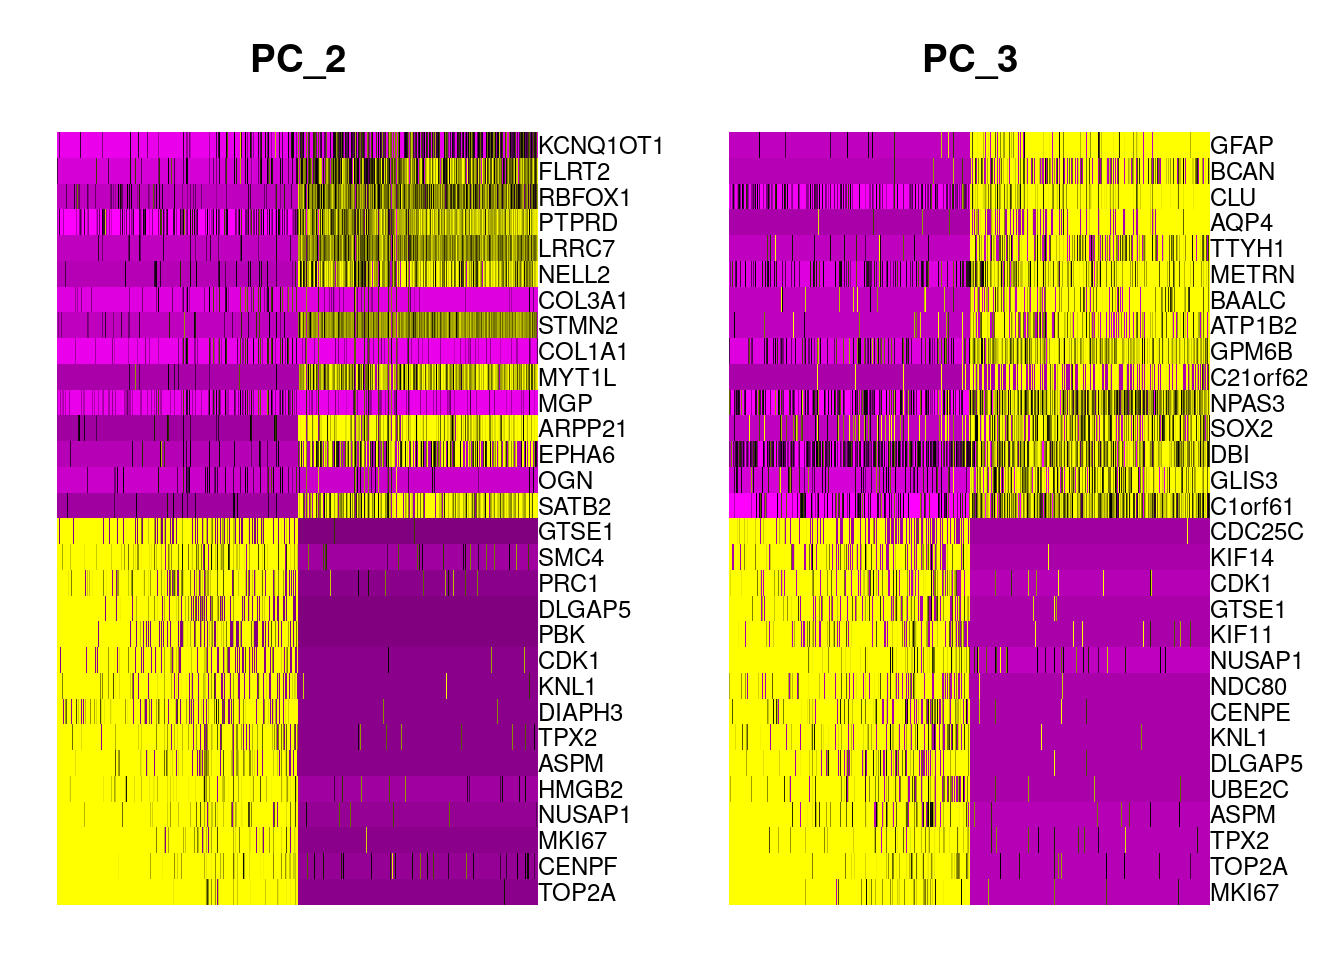 PC_2
KCNQ1OT1
FLRT2
RBFOX1
PTPRD
LRRC7
NELL2
COL3A1
STMN2
COL1A1
MYT1L
MGP
ARPP21
EPHA6
OGN
SATB2
GTSE1
SMC4
PRC1
DLGAP5
PBK
CDK1
KNL1
DIAPH3
TPX2
ASPM
HMGB2
NUSAP1
MKI67
CENPF
TOP2A
PC_3
GFAP
BCAN
CLU
AQP4
TTYH1
METRN
BAALC
ATP1B2
GPM6B
C21orf62
NPAS3
SOX2
DBI
GLIS3
C1orf61
CDC25C
KIF14
CDK1
GTSE1
KIF11
NUSAP1
NDC80
CENPE
KNL1
DLGAP5
UBE2C
ASPM
TPX2
TOP2A
MKI67